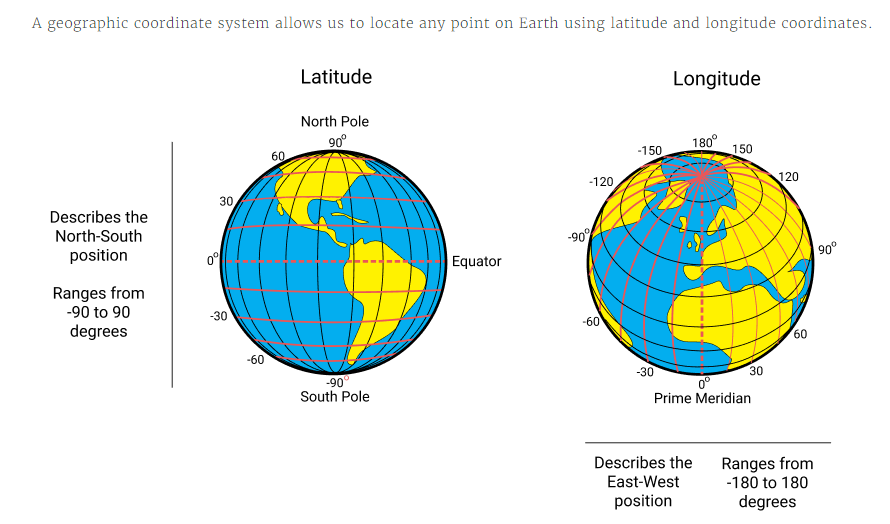 A geographic coordinate system allows us to locate any point on Earth using latitude and longitude coordinates.
Latitude
North Pole
90°
60
30
0°
-30
-60
-90°
South Pole
Equator
Describes the
North-South
position
Ranges from
-90 to 90
degrees
Longitude
180°
-150
150
-120
120
-90°
90°
-60
60
-30
30
0°
Prime Meridian
Describes the
East-West
position
Ranges from
-180 to 180
degrees